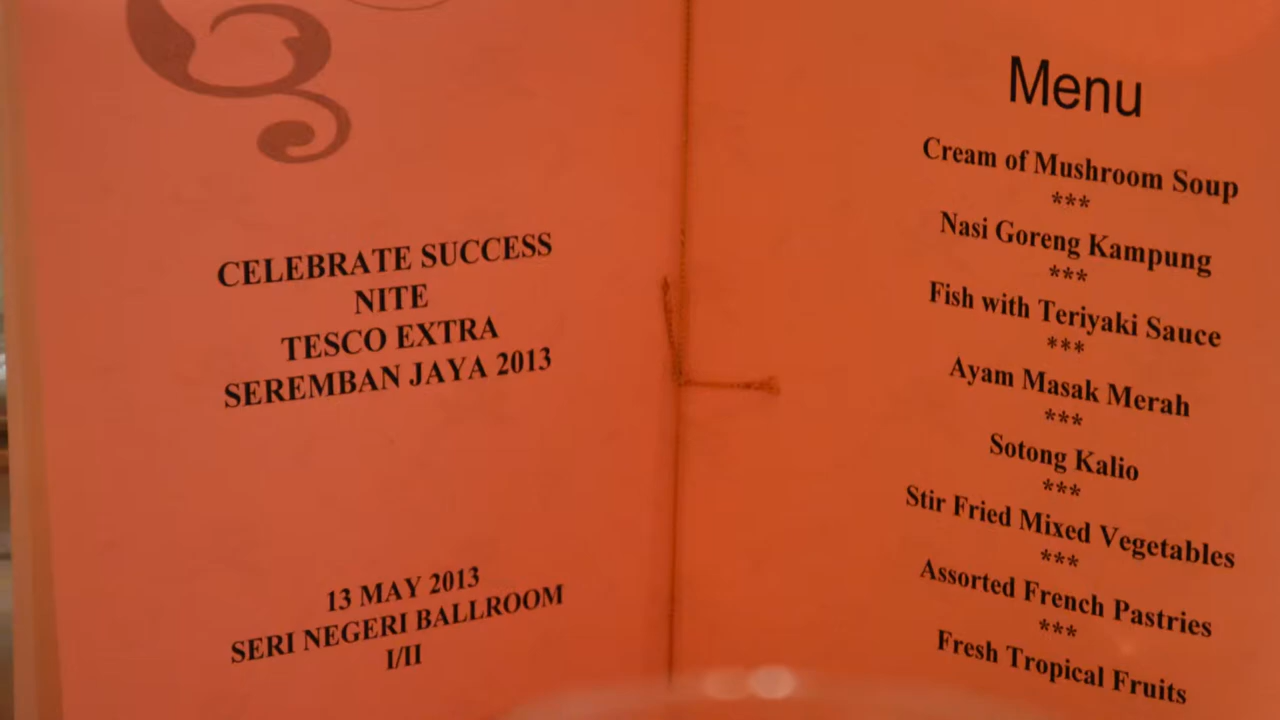 CELEBRATE SUCCESS
NITE
TESCO EXTRA
SEREMBAN JAYA 2013
13 MAY 2013
SERI NEGERI BALLROOM
I/II
Menu
Cream of Mushroom Soup
***
Nasi Goreng Kampung
***
Fish with Teriyaki Sauce
***
Ayam Masak Merah
***
Sotong Kalio
***
Stir Fried Mixed Vegetables
***
Assorted French Pastries
***
Fresh Tropical Fruits